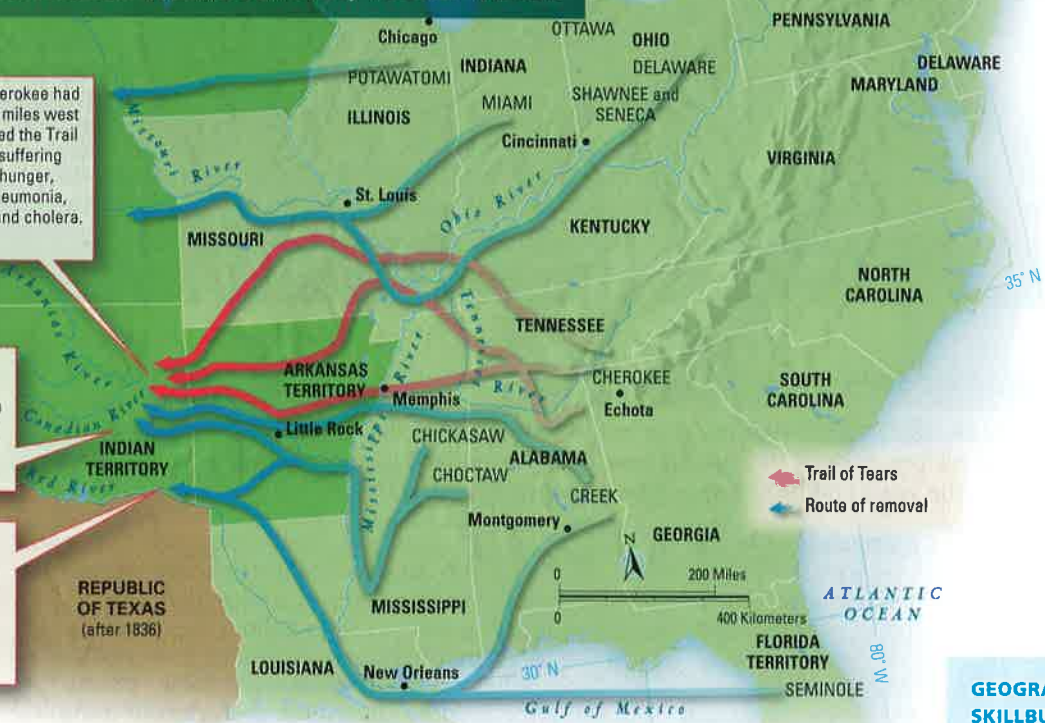 Chicago
OTTAWA
OHIO
PENNSYLVANIA
POTAWATOMI
INDIANA
DELAWARE
DELAWARE
MARYLAND
erokee had
miles west
ed the Trail
suffering
hunger,
eumonia,
nd cholera.
MIAMI
SHAWNEE and
SENECA
ILLINOIS
Cincinnati
VIRGINIA
Missouri River
St. Louis
Ohio River
KENTUCKY
MISSOURI
NORTH
CAROLINA
35° N
Arkansas River
Tennessee River
TENNESSEE
ARKANSAS
TERRITORY
Mississippi River
Memphis
CHEROKEE
Echota
SOUTH
CAROLINA
Canadian River
Little Rock
CHICKASAW
INDIAN
TERRITORY
ALABAMA
CHOCTAW
Red River
CREEK
Trail of Tears
Route of removal
Montgomery
GEORGIA
N
0 200 Miles
0 400 Kilometers
REPUBLIC
OF TEXAS
(after 1836)
MISSISSIPPI
ATLANTIC
OCEAN
FLORIDA
TERRITORY
LOUISIANA
New Orleans
30° N
80° W
SEMINOLE
Gulf of Mexico
GEOGRA
SKILLBU